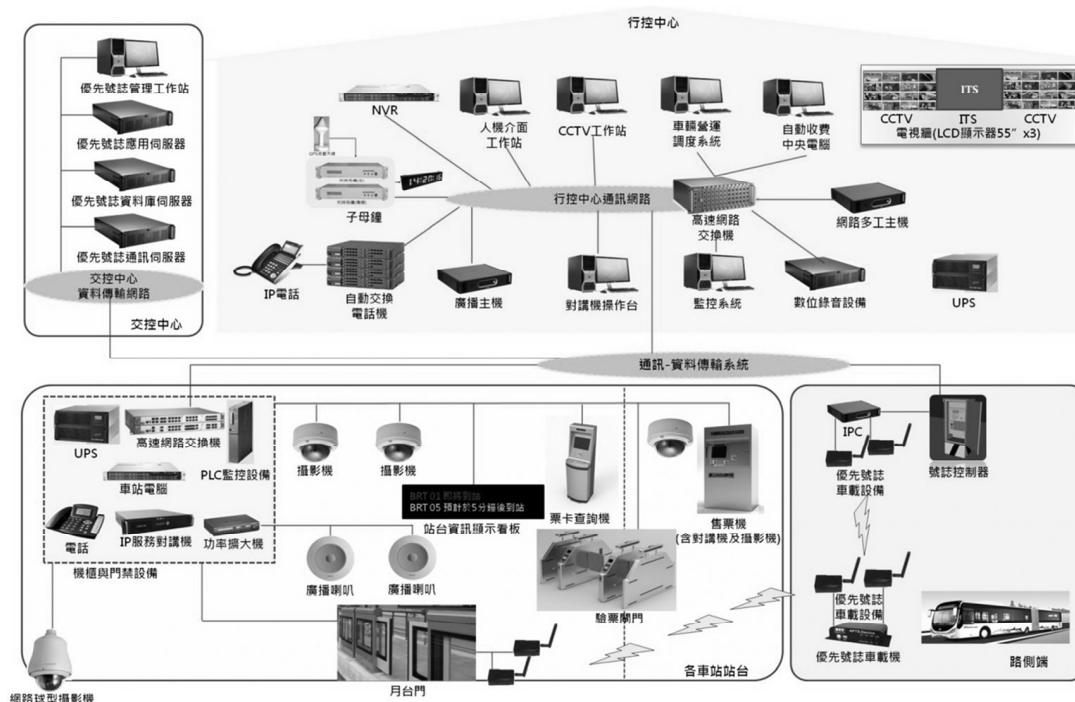 行控中心
優先號誌管理工作站
優先號誌應用伺服器
優先號誌資料庫伺服器
優先號誌通訊伺服器
交控中心
資料傳輸網路
交控中心
NVR
人機介面
工作站
CCTV工作站
車輛營運
調度系統
自動收費
中央電腦
ITS
CCTV
ITS
CCTV
電視牆(LCD顯示器55” x3)
14:20:16
子母鐘
行控中心通訊網路
高速網路
交換機
網路多工主機
IP電話
自動交換
電話機
廣播主機
對講機操作台
監控系統
數位錄音設備
UPS
通訊-資料傳輸系統
UPS
高速網路交換機
PLC監控設備
車站電腦
電話
IP服務對講機
功率擴大機
機櫃與門禁設備
攝影機
攝影機
BRT 01 即將到站
BRT 05 預計於5分鐘後到站
站台資訊顯示看板
廣播喇叭
廣播喇叭
票卡查詢機
售票機
(含對講機及攝影機)
驗票閘門
月台門
網路球型攝影機
各車站站台
IPC
優先號誌
車載設備
號誌控制器
優先號誌
車載設備
優先號誌車載機
路側端